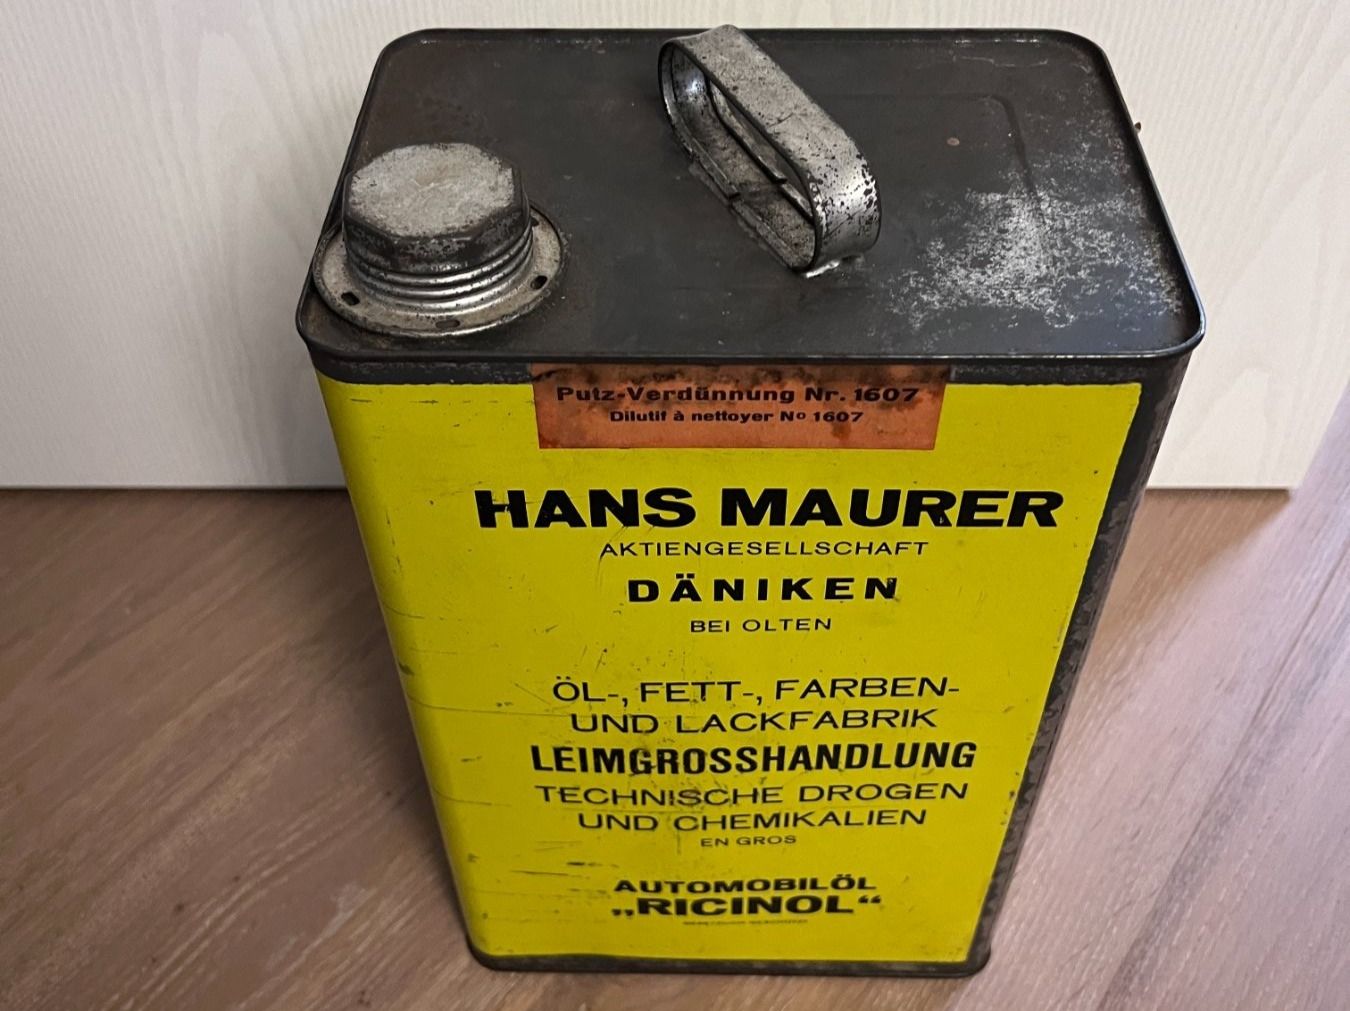 Putz-Verdünnung Nr. 1607
Dilutif à nettoyer No 1607
HANS MAURER
AKTIENGESELLSCHAFT
DÄNIKEN
BEI OLTEN
ÖL-, FETT-, FARBEN-
UND LACKFABRIK
LEIMGROSSHANDLUNG
TECHNISCHE DROGEN
UND CHEMIKALIEN
EN GROS
AUTOMOBILÖL
„RICINOL“